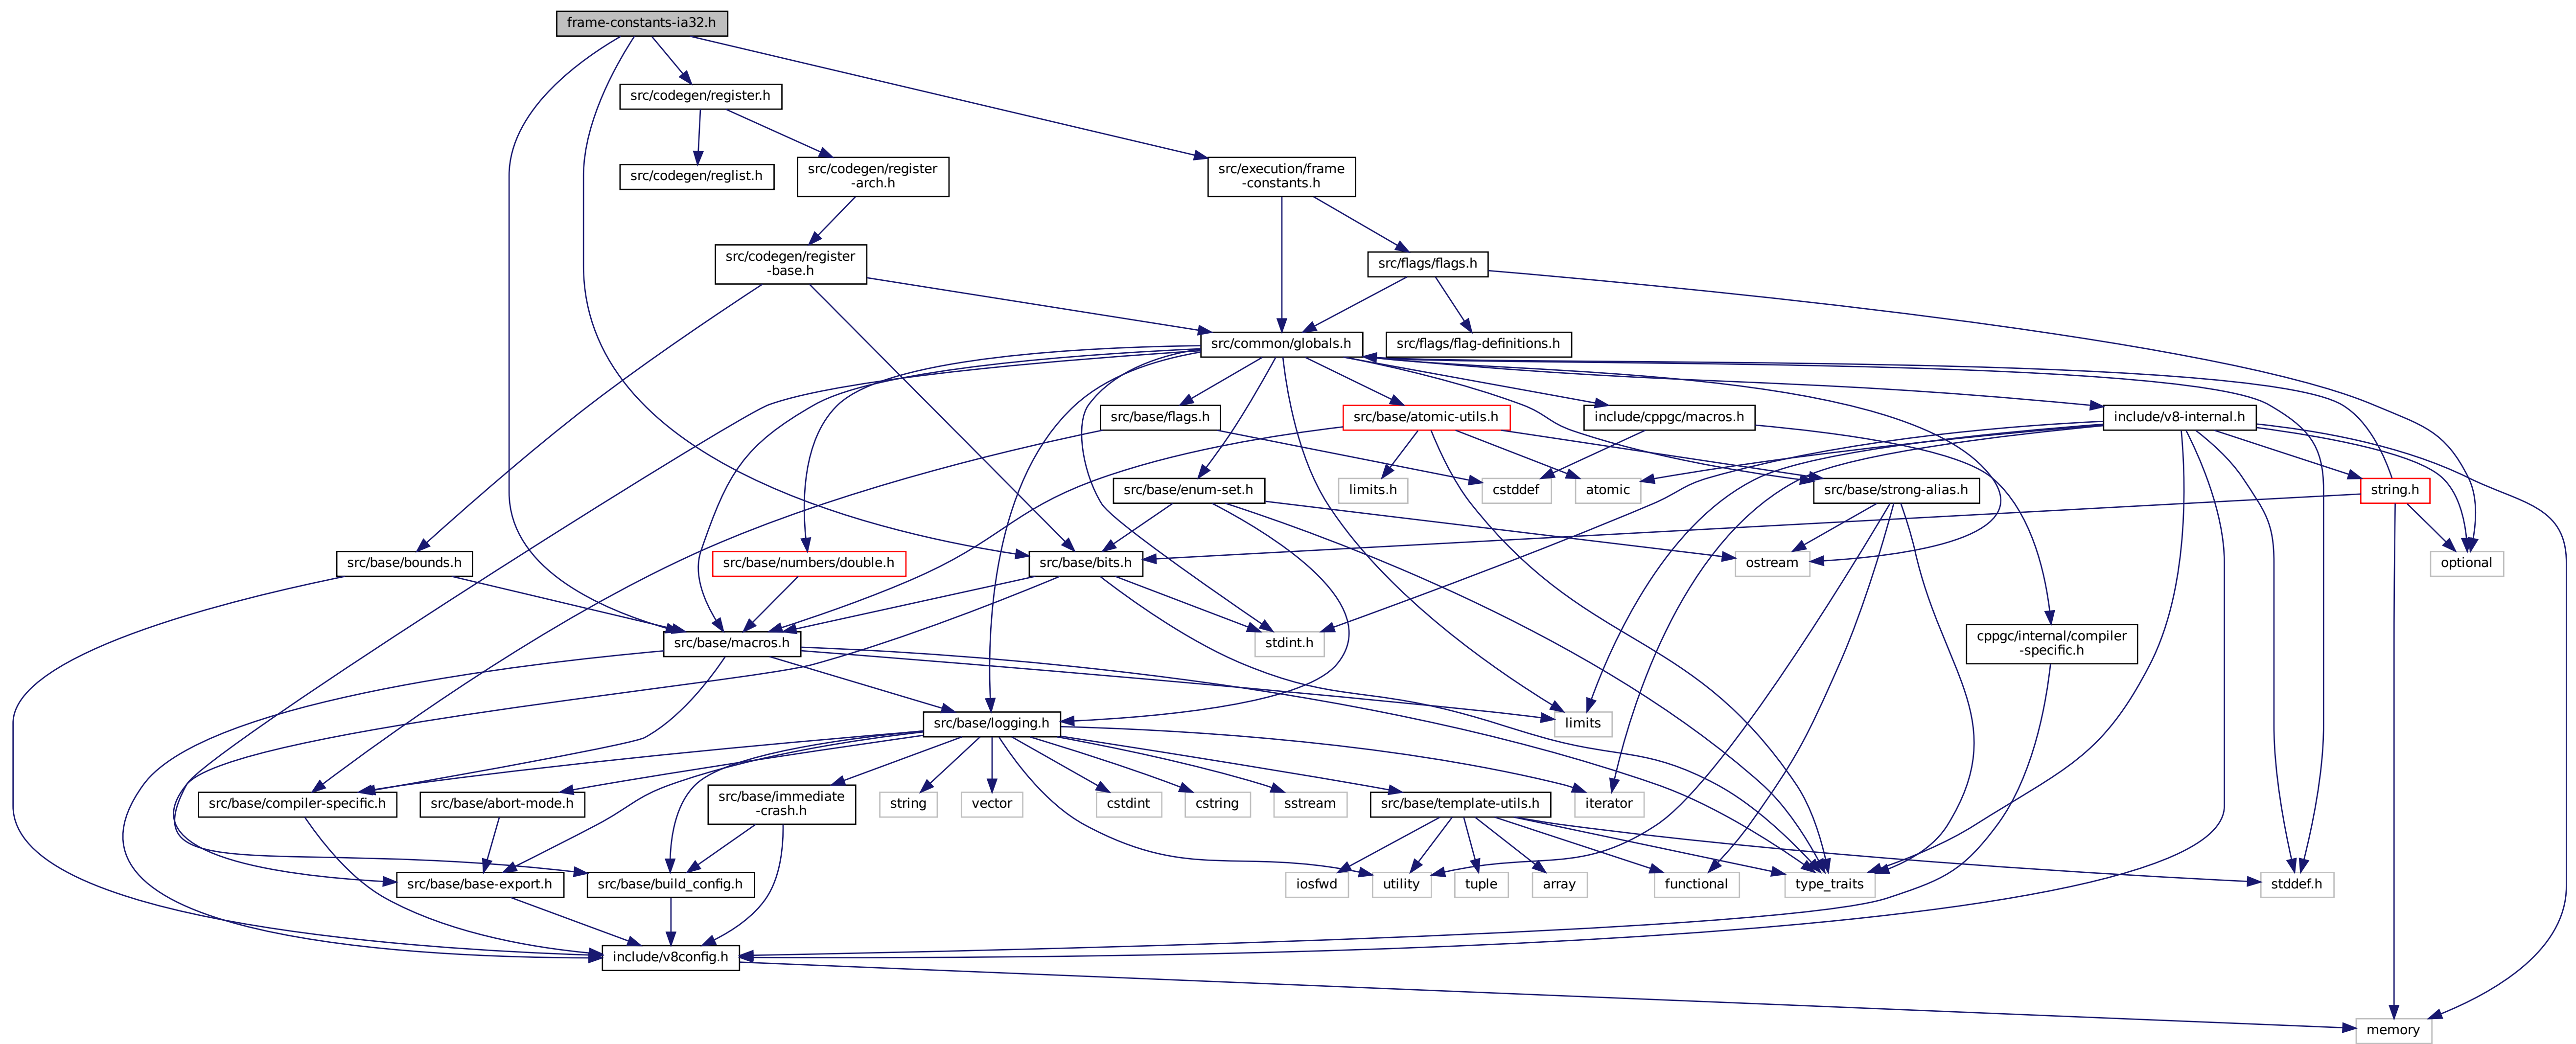 frame-constants-ia32.h
src/codegen/register.h
src/codegen/reglist.h
src/codegen/register
-arch.h
src/execution/frame
-constants.h
src/codegen/register
-base.h
src/flags/flags.h
src/common/globals.h
src/flags/flag-definitions.h
src/base/flags.h
src/base/atomic-utils.h
include/cppgc/macros.h
include/v8-internal.h
src/base/enum-set.h
limits.h
cstddef
atomic
src/base/strong-alias.h
string.h
src/base/bounds.h
src/base/numbers/double.h
src/base/bits.h
ostream
optional
src/base/macros.h
stdint.h
cppgc/internal/compiler
-specific.h
src/base/logging.h
limits
src/base/compiler-specific.h
src/base/abort-mode.h
src/base/immediate
-crash.h
string
vector
cstdint
cstring
sstream
src/base/template-utils.h
iterator
src/base/base-export.h
src/base/build_config.h
iosfwd
utility
tuple
array
functional
type_traits
stddef.h
include/v8config.h
memory